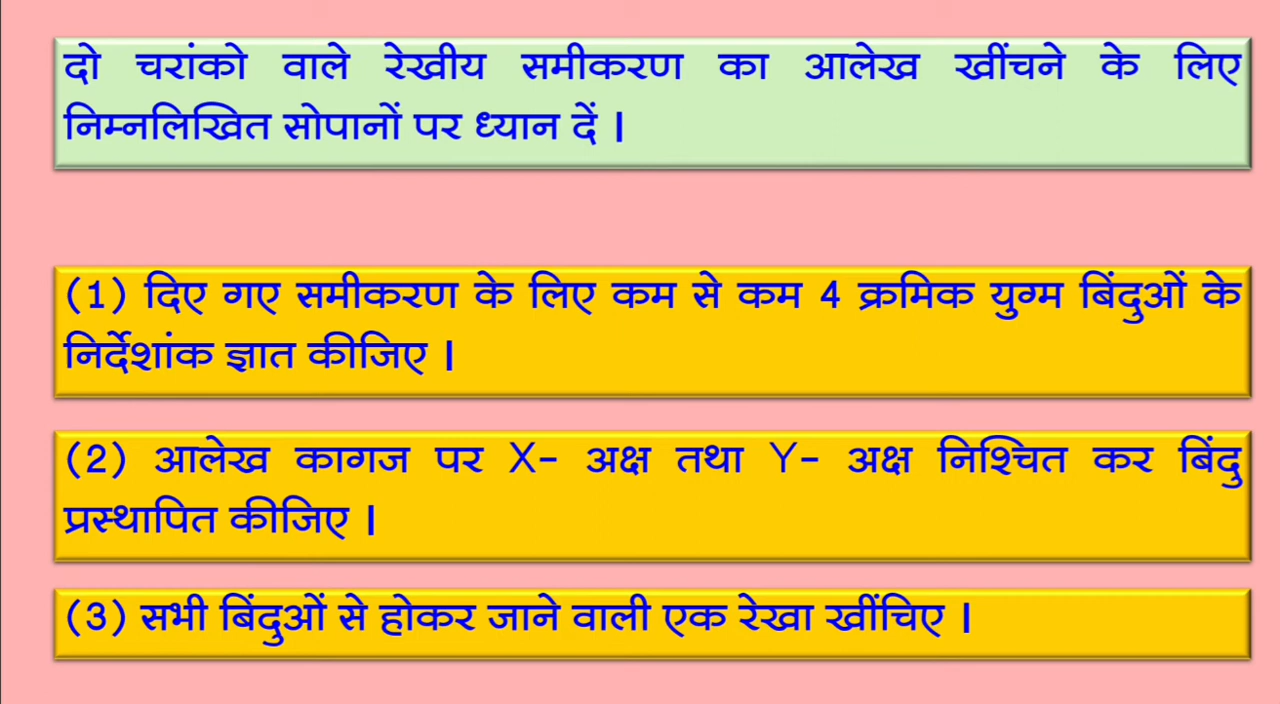 दो चरांको वाले रेखीय समीकरण का आलेख खींचने के लिए
निम्नलिखित सोपानों पर ध्यान दें ।
(1) दिए गए समीकरण के लिए कम से कम 4 क्रमिक युग्म बिंदुओं के
निर्देशांक ज्ञात कीजिए ।
(2) आलेख कागज पर X- अक्ष तथा Y- अक्ष निश्चित कर बिंदु
प्रस्थापित कीजिए ।
(3) सभी बिंदुओं से होकर जाने वाली एक रेखा खींचिए ।